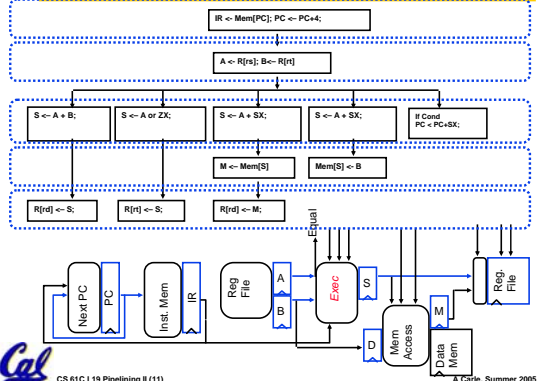 IR <- Mem[PC]; PC <- PC+4;
A <- R[rs]; B<- R[rt]
S <- A + B;
S <- A or ZX;
S <- A + SX;
S <- A + SX;
If Cond
PC < PC+SX;
M <- Mem[S]
Mem[S] <- B
R[rd] <- S;
R[rt] <- S;
R[rd] <- M;
Equal
Next PC
PC
Inst. Mem
IR
Reg
File
A
B
Exec
S
Reg.
File
D
Mem
Access
M
Data
Mem
Cal
CS 61C L19 Pipelining II (11)
A Carle, Summer 2005